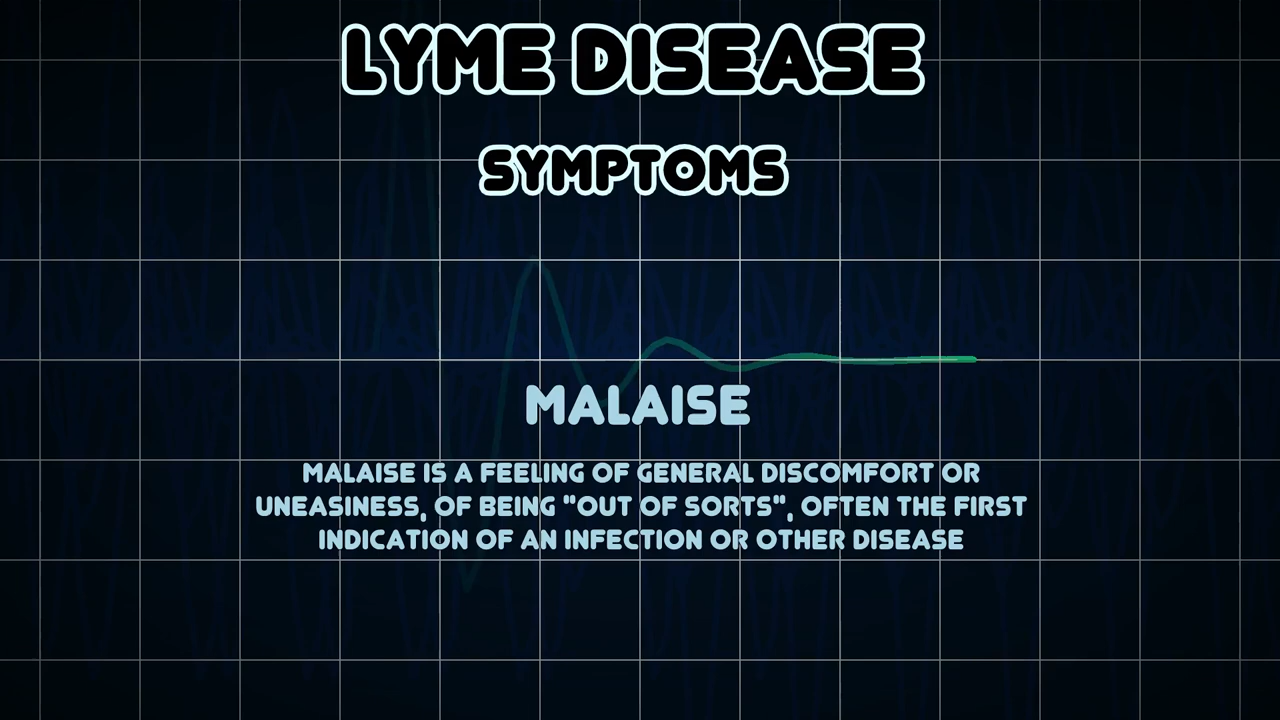 LYME DISEASE
SYMPTOMS
MALAISE
MALAISE IS A FEELING OF GENERAL DISCOMFORT OR
UNEASINESS, OF BEING "OUT OF SORTS", OFTEN THE FIRST
INDICATION OF AN INFECTION OR OTHER DISEASE